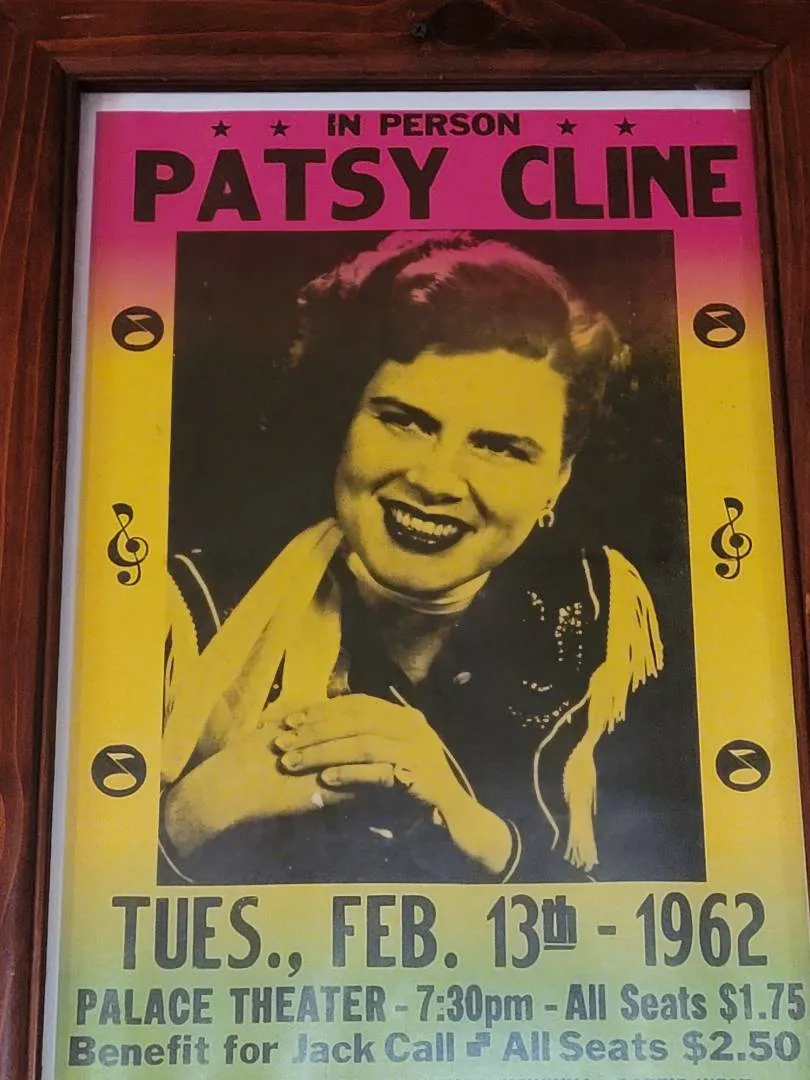 IN PERSON
PATSY CLINE
TUES., FEB. 13th - 1962
PALACE THEATER - 7:30pm - All Seats $1.75
Benefit for Jack Call All Seats $2.50